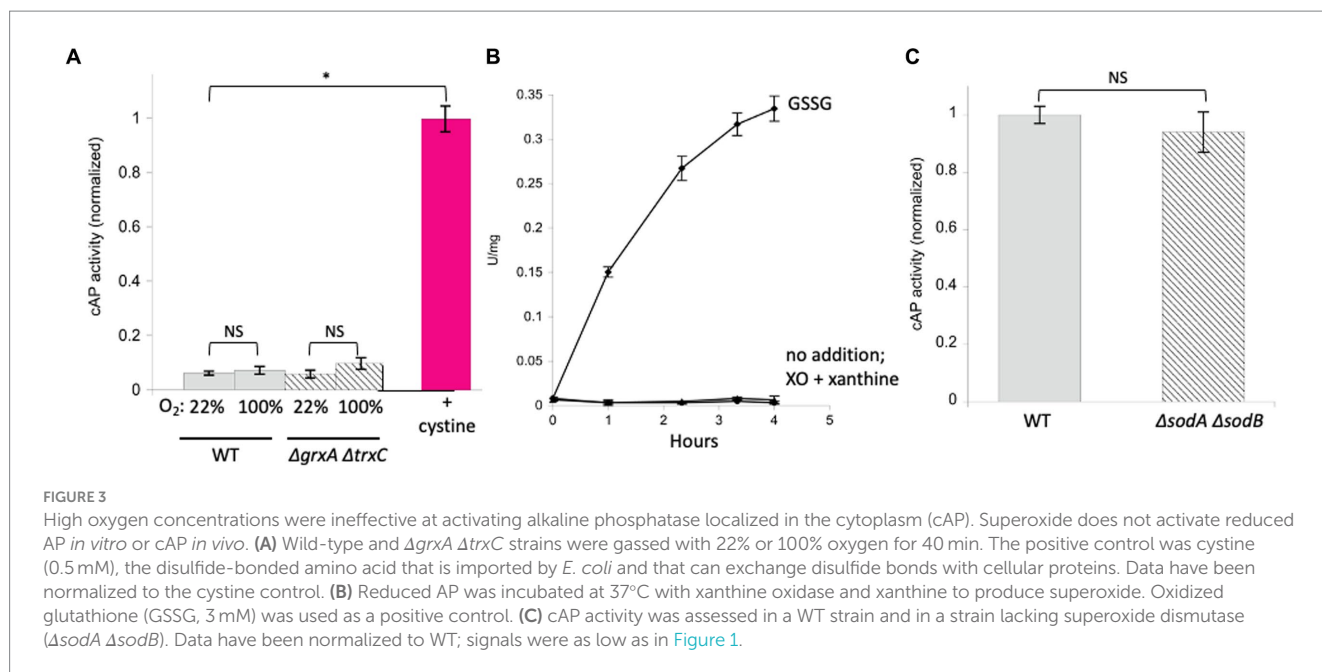 A
*
cAP activity (normalized)
1
0.8
0.6
0.4
0.2
0
NS
NS
O2: 22% 100% 22% 100% +
cystine
WT
ΔgrxA ΔtrxC
B
0.35
0.3
0.25
0.2
0.15
0.1
0.05
0
U/mg
GSSG
no addition;
XO + xanthine
0 1 2 3 4 5
Hours
C
NS
cAP activity (normalized)
1
0.8
0.6
0.4
0.2
0
WT
ΔsodA ΔsodB
FIGURE 3
High oxygen concentrations were ineffective at activating alkaline phosphatase localized in the cytoplasm (cAP). Superoxide does not activate reduced
AP in vitro or cAP in vivo. (A) Wild-type and ΔgrxA ΔtrxC strains were gassed with 22% or 100% oxygen for 40 min. The positive control was cystine
(0.5 mM), the disulfide-bonded amino acid that is imported by E. coli and that can exchange disulfide bonds with cellular proteins. Data have been
normalized to the cystine control. (B) Reduced AP was incubated at 37°C with xanthine oxidase and xanthine to produce superoxide. Oxidized
glutathione (GSSG, 3 mM) was used as a positive control. (C) cAP activity was assessed in a WT strain and in a strain lacking superoxide dismutase
(ΔsodA ΔsodB). Data have been normalized to WT; signals were as low as in Figure 1.